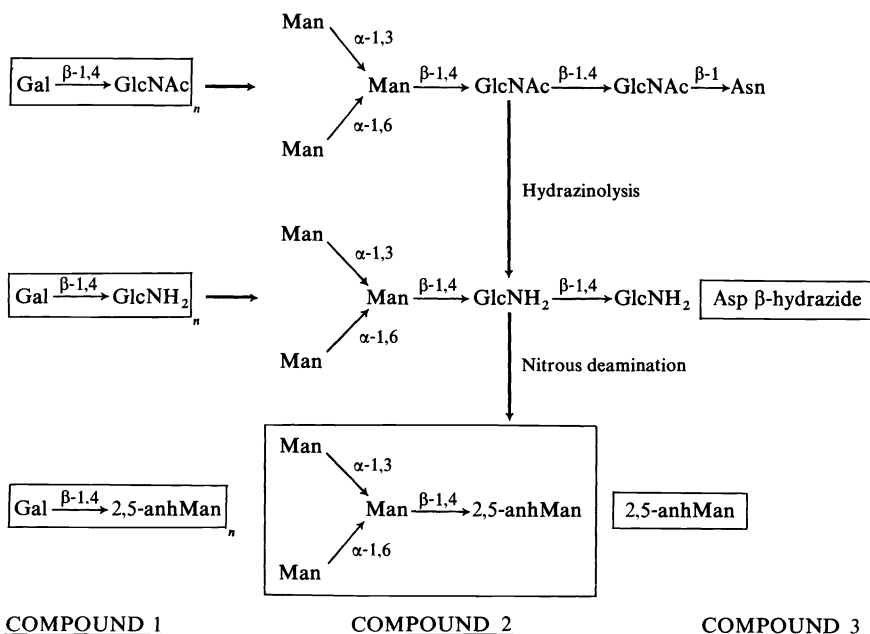 Man
α-1,3
Gal β-1,4 GlcNAc n Man β-1,4 GlcNAc β-1,4 GlcNAc β-1 Asn
α-1,6
Man
Hydrazinolysis
Man
α-1,3
Gal β-1,4 GlcNH2 n Man β-1,4 GlcNH2 β-1,4 GlcNH2 Asp β-hydrazide
α-1,6
Man
Nitrous deamination
Man
α-1,3
Gal β-1,4 2,5-anhMan n Man β-1,4 2,5-anhMan 2,5-anhMan
α-1,6
Man
COMPOUND 1 COMPOUND 2 COMPOUND 3